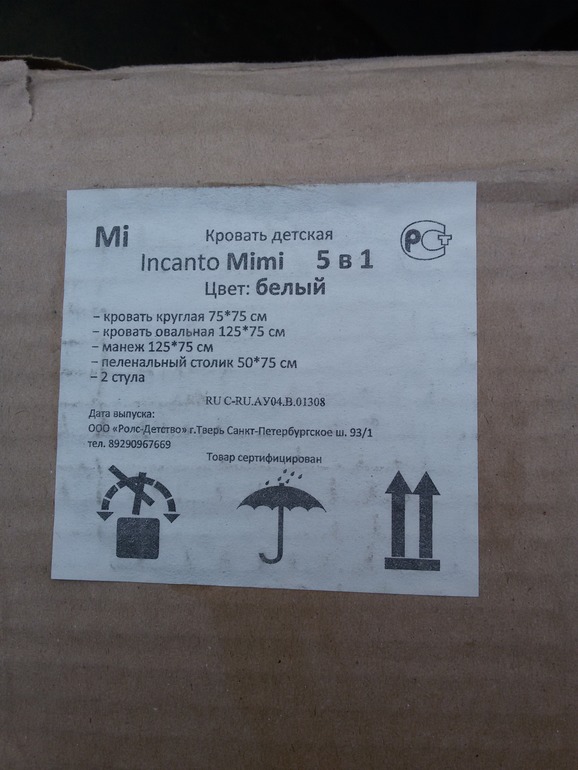 Mi
Кровать детская
РСТ
Incanto Mimi 5 в 1
Цвет: белый
– кровать круглая 75*75 см
– кровать овальная 125*75 см
– манеж 125*75 см
– пеленальный столик 50*75 см
– 2 стула
RU C-RU.АУ04.В.01308
Дата выпуска:
ООО «Ролс-Детство» г.Тверь Санкт-Петербургское ш. 93/1
тел. 89290967669
Товар сертифицирован